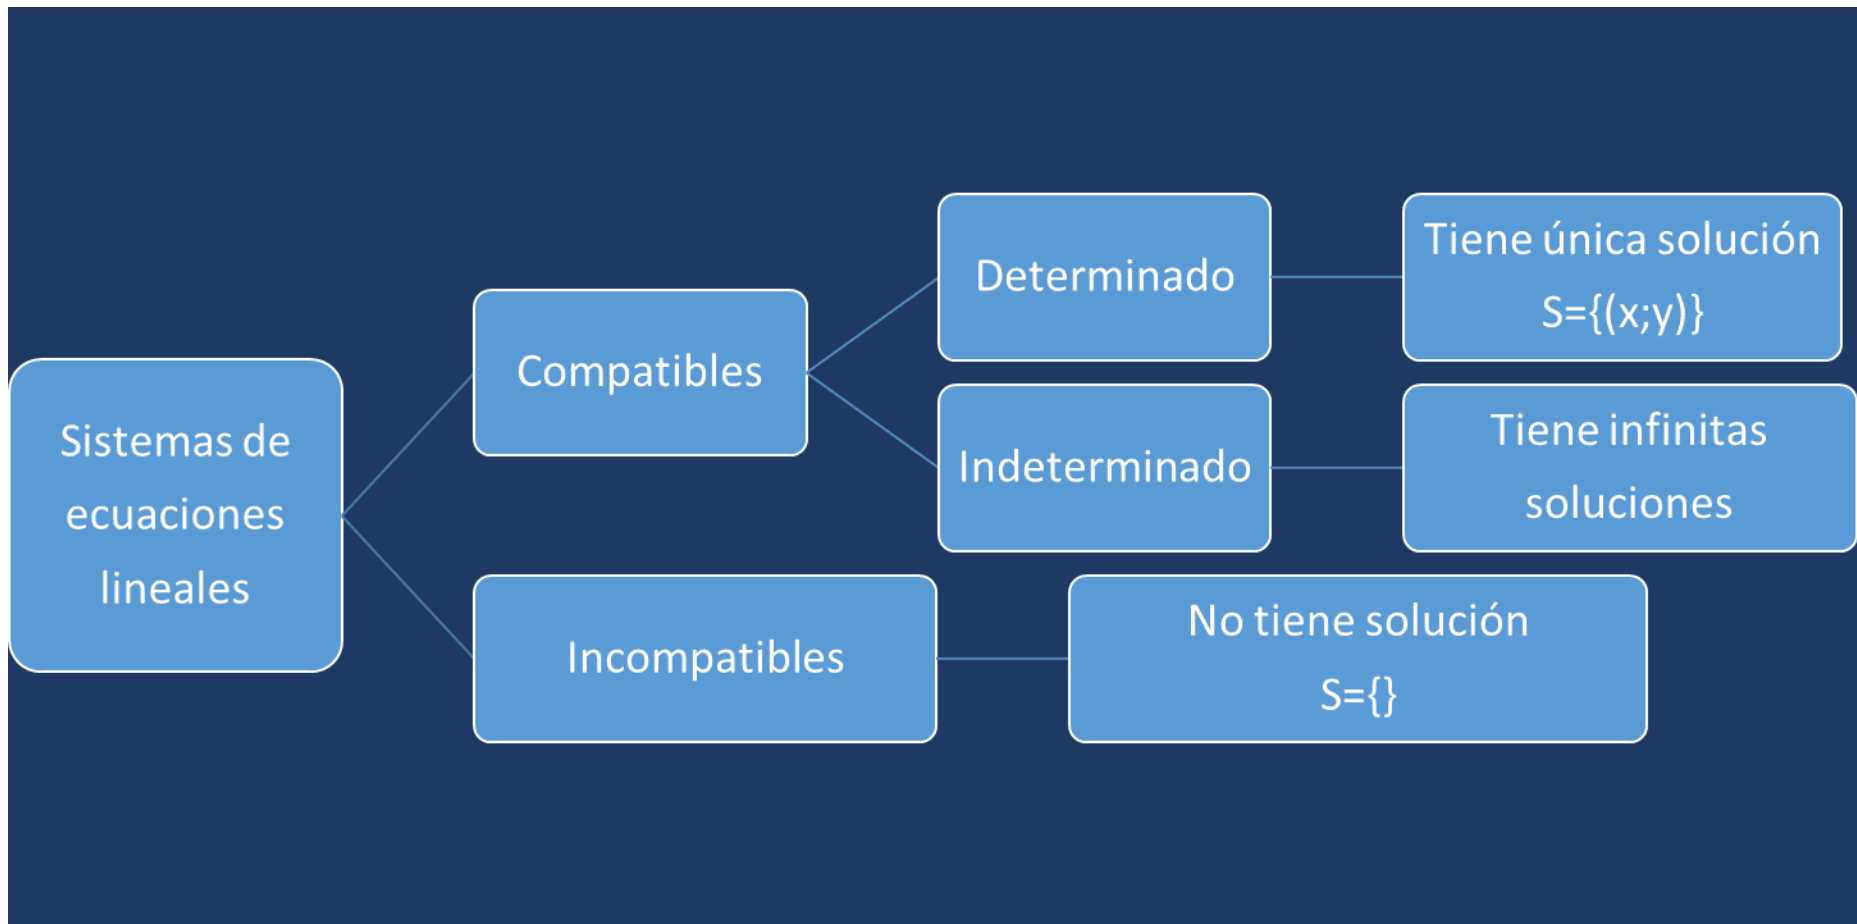 Sistemas de
ecuaciones
lineales
Compatibles
Determinado
Tiene única solución
S={(x;y)}
Indeterminado
Tiene infinitas
soluciones
Incompatibles
No tiene solución
S={}